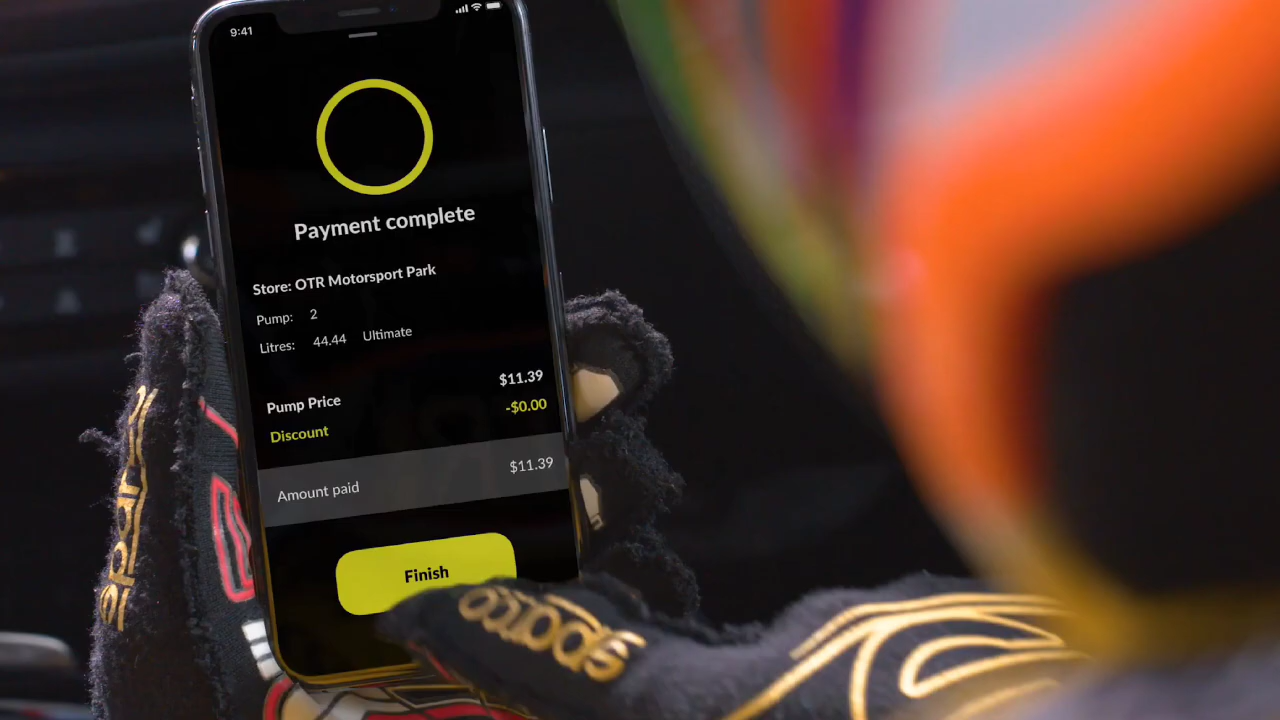 9:41
Payment complete
Store: OTR Motorsport Park
Pump: 2
Litres: 44.44 Ultimate
Pump Price $11.39
Discount -$0.00
Amount paid $11.39
Finish
sparco